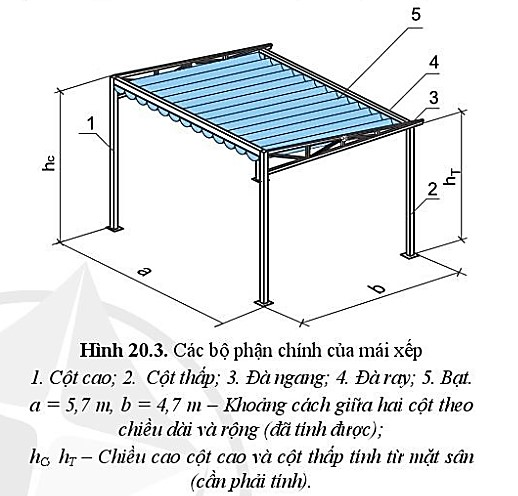 5
4
3
1
2
hC
hT
a
b
Hình 20.3. Các bộ phận chính của mái xếp
1. Cột cao; 2. Cột thấp; 3. Đà ngang; 4. Đà ray; 5. Bạt.
a = 5,7 m, b = 4,7 m – Khoảng cách giữa hai cột theo
chiều dài và rộng (đã tính được);
hC, hT – Chiều cao cột cao và cột thấp tính từ mặt sân
(cần phải tính).